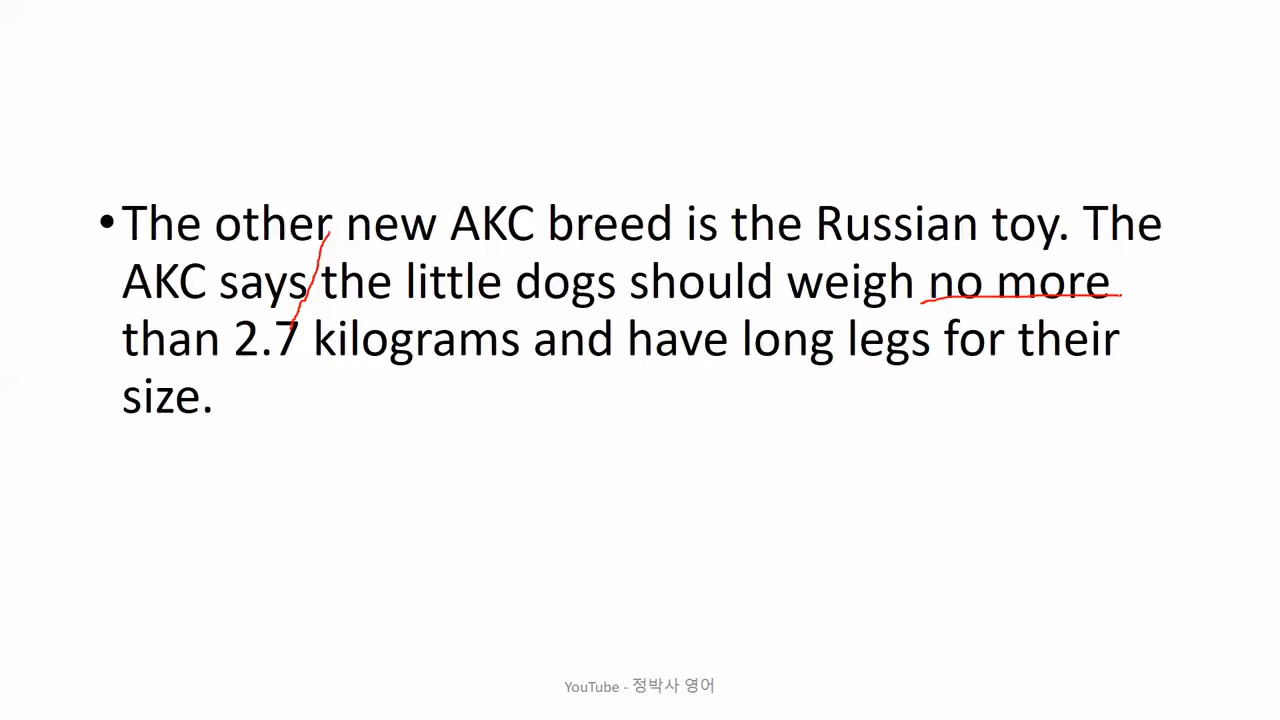 •The other new AKC breed is the Russian toy. The
AKC says the little dogs should weigh no more
than 2.7 kilograms and have long legs for their
size.
YouTube - 정박사 영어